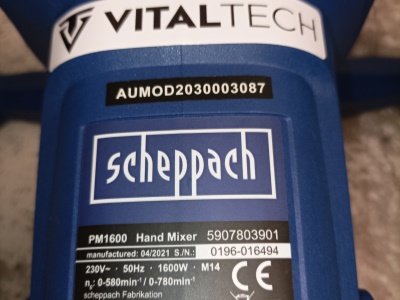 VITALTECH
AUMOD2030003087
scheppach
PM1600 Hand Mixer 5907803901
manufactured: 04/2021 S./N.: 0196-016494
230V~ · 50Hz · 1600W · M14
n₀: 0-580min⁻¹ / 0-780min⁻¹
scheppach Fabrikation
CE